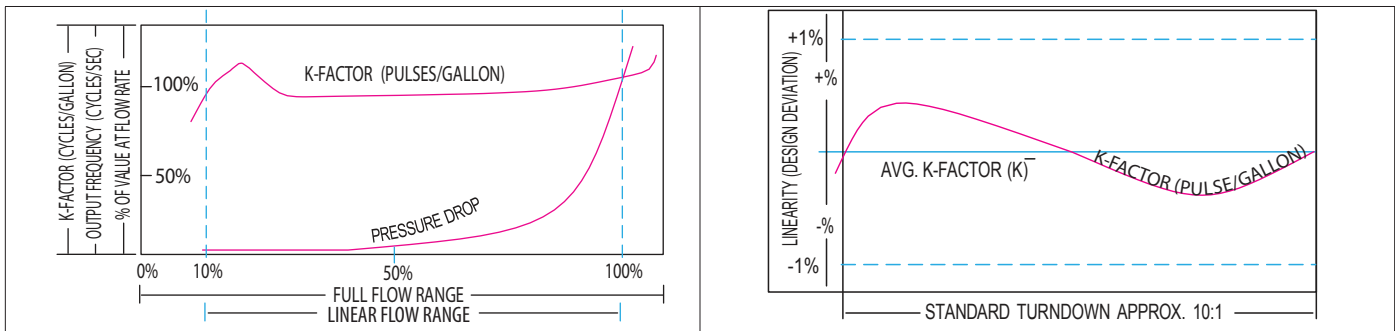 K-FACTOR (CYCLES/GALLON)
OUTPUT FREQUENCY (CYCLES/SEC)
% OF VALUE AT FLOW RATE
100%
50%
K-FACTOR (PULSES/GALLON)
PRESSURE DROP
0%
10%
50%
100%
FULL FLOW RANGE
LINEAR FLOW RANGE
LINEARITY (DESIGN DEVIATION)
+1%
+%
-%
-1%
AVG. K-FACTOR (K)¯
K-FACTOR (PULSE/GALLON)
STANDARD TURNDOWN APPROX. 10:1